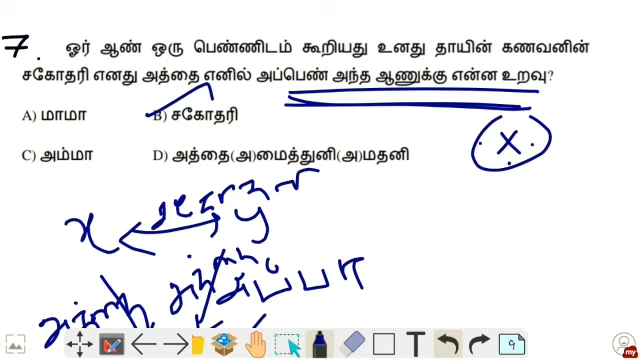 7. ஓர் ஆண் ஒரு பெண்ணிடம் கூறியது உனது தாயின் கணவனின்
சகோதரி எனது அத்தை எனில் அப்பெண் அந்த ஆணுக்கு என்ன உறவு?
A) மாமா B) சகோதரி
X
C) அம்மா D) அத்தை(அ)மைத்துனி(அ)மதனி
x y
அப்பா